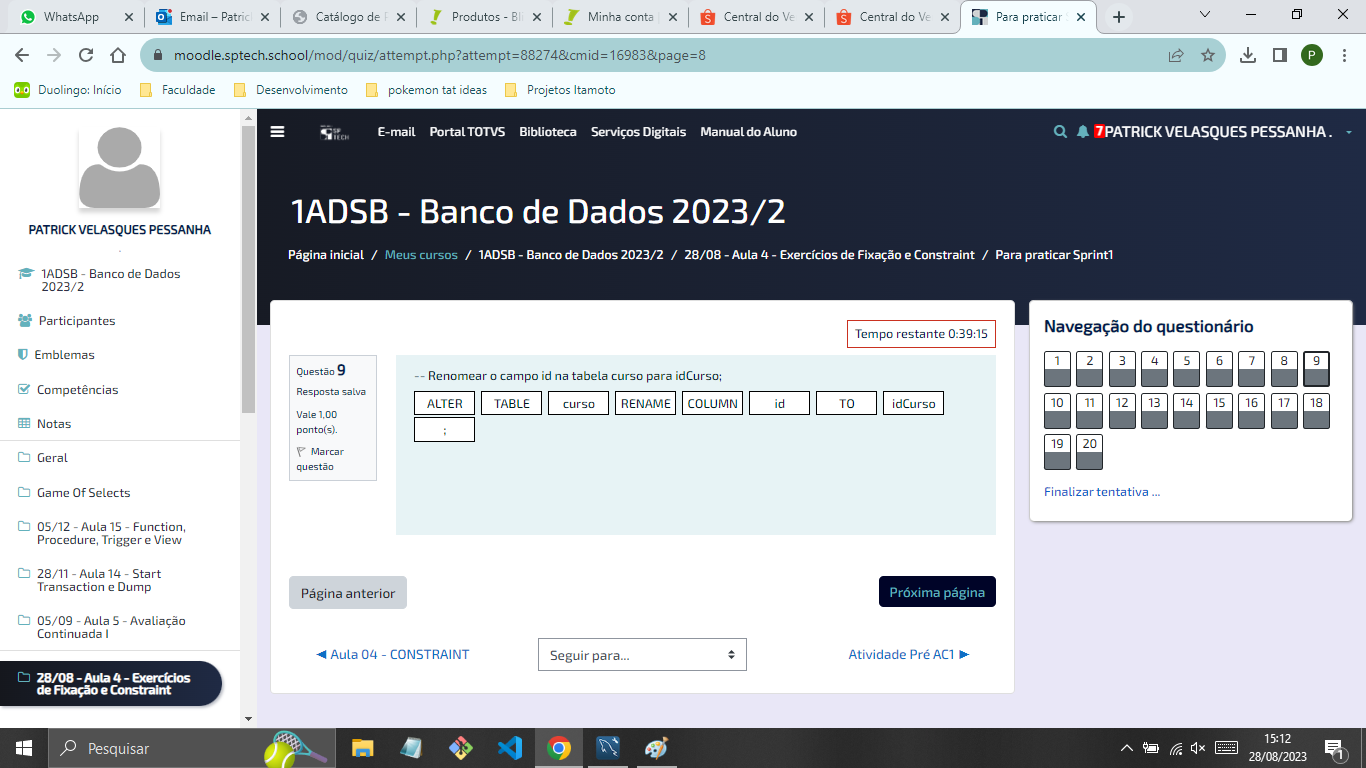 WhatsApp
Email – Patric
Catálogo de F
Produtos - Bli
Minha conta
Central do Ve
Central do Ve
Para praticar S
moodle.sptech.school/mod/quiz/attempt.php?attempt=88274&cmid=16983&page=8
P
Duolingo: Início
Faculdade
Desenvolvimento
pokemon tat ideas
Projetos Itamoto
PATRICK VELASQUES PESSANHA
.
1ADSB - Banco de Dados
2023/2
Participantes
Emblemas
Competências
Notas
Geral
Game Of Selects
05/12 - Aula 15 - Function,
Procedure, Trigger e View
28/11 - Aula 14 - Start
Transaction e Dump
05/09 - Aula 5 - Avaliação
Continuada I
28/08 - Aula 4 - Exercícios
de Fixação e Constraint
SP TECH
E-mail
Portal TOTVS
Biblioteca
Serviços Digitais
Manual do Aluno
7
PATRICK VELASQUES PESSANHA .
1ADSB - Banco de Dados 2023/2
Página inicial / Meus cursos / 1ADSB - Banco de Dados 2023/2 / 28/08 - Aula 4 - Exercícios de Fixação e Constraint / Para praticar Sprint1
Tempo restante 0:39:15
Questão 9
Resposta salva
Vale 1,00
ponto(s).
Marcar
questão
-- Renomear o campo id na tabela curso para idCurso;
ALTER TABLE curso RENAME COLUMN id TO idCurso
;
Página anterior
Próxima página
◀ Aula 04 - CONSTRAINT
Seguir para...
Atividade Pré AC1 ▶
Navegação do questionário
1 2 3 4 5 6 7 8 9
10 11 12 13 14 15 16 17 18
19 20
Finalizar tentativa ...
Pesquisar
15:12
28/08/2023
1